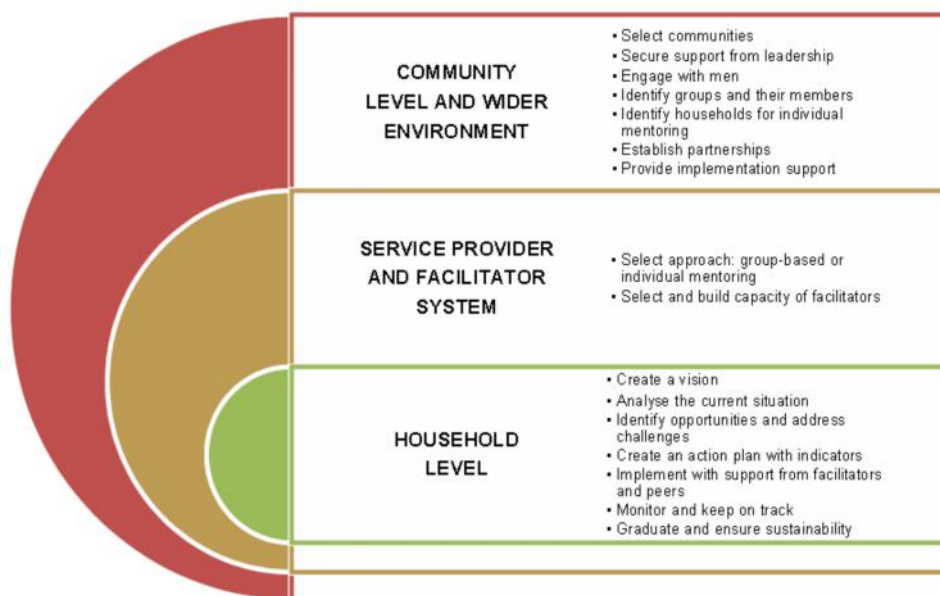 COMMUNITY
LEVEL AND WIDER
ENVIRONMENT
▪ Select communities
▪ Secure support from leadership
▪ Engage with men
▪ Identify groups and their members
▪ Identify households for individual
mentoring
▪ Establish partnerships
▪ Provide implementation support
SERVICE PROVIDER
AND FACILITATOR
SYSTEM
▪ Select approach: group-based or
individual mentoring
▪ Select and build capacity of facilitators
HOUSEHOLD
LEVEL
▪ Create a vision
▪ Analyse the current situation
▪ Identify opportunities and address
challenges
▪ Create an action plan with indicators
▪ Implement with support from facilitators
and peers
▪ Monitor and keep on track
▪ Graduate and ensure sustainability